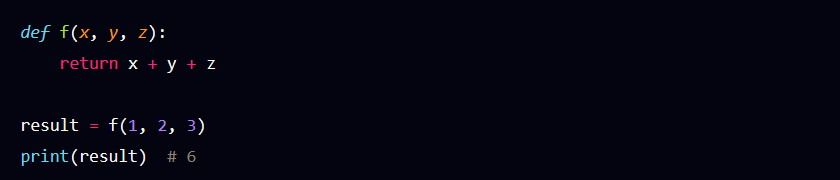 def f(x, y, z):
    return x + y + z

result = f(1, 2, 3)
print(result)  # 6